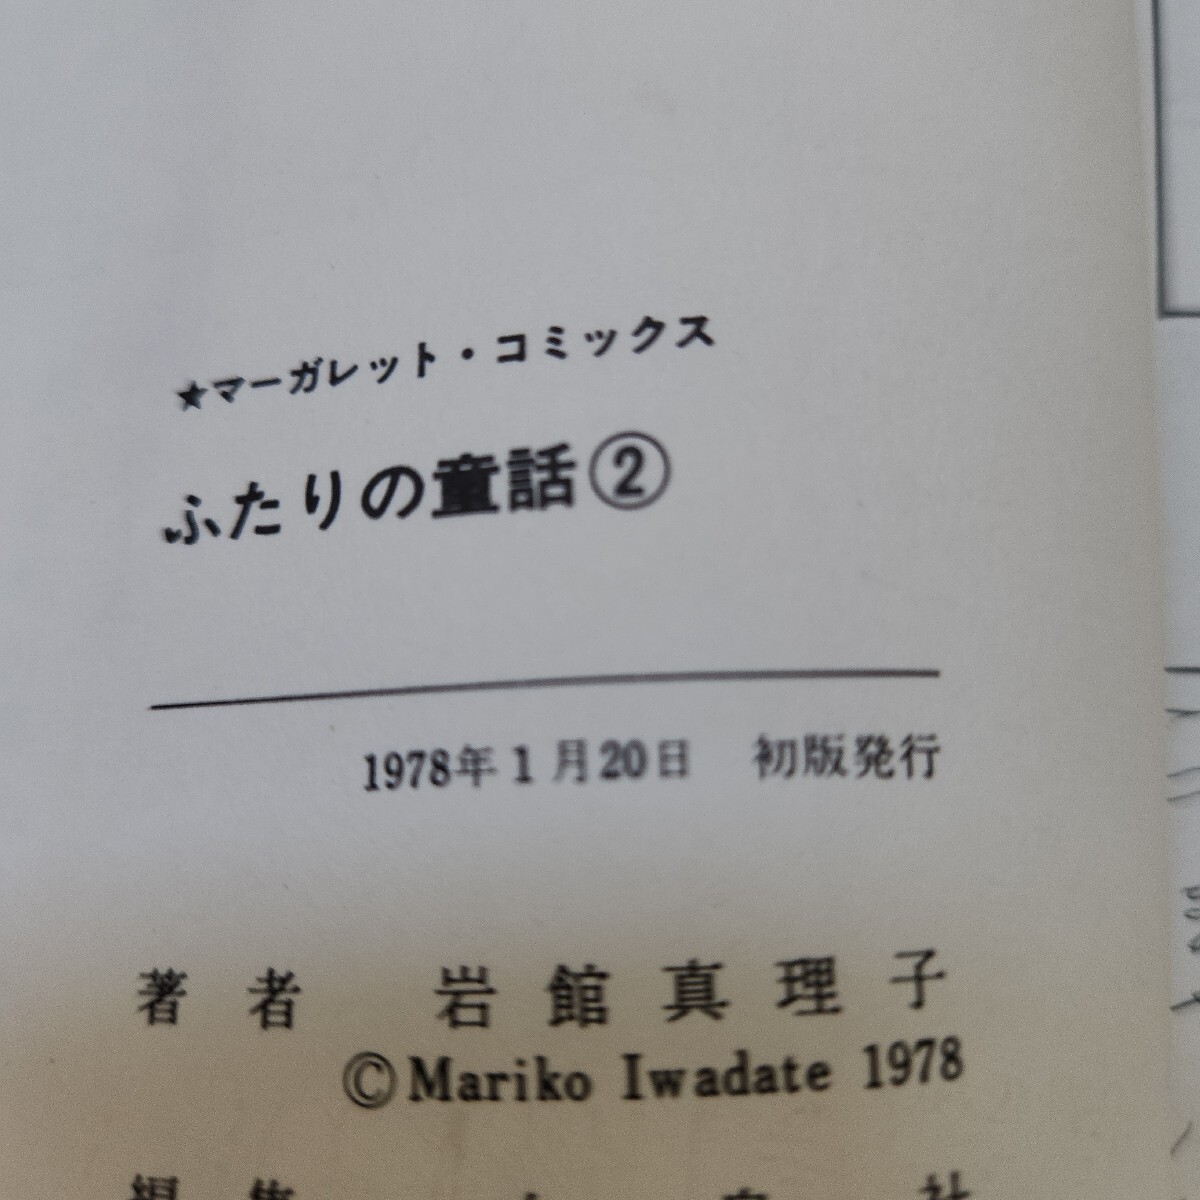 ★マーガレット・コミックス
ふたりの童話②
1978年1月20日　初版発行
著者　岩館真理子
©Mariko Iwadate 1978
編集